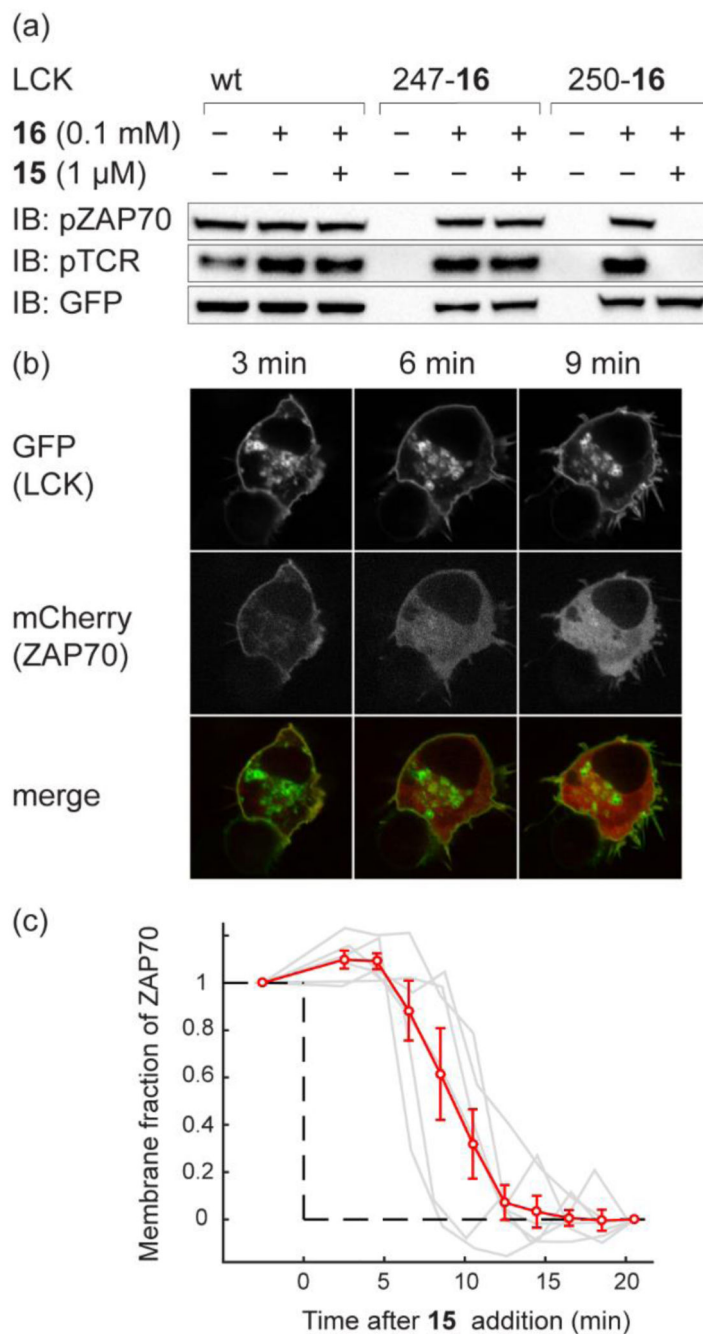 (a)
LCK wt 247-16 250-16
16 (0.1 mM) – + + – + + – + +
15 (1 µM) – – + – – + – – +
IB: pZAP70
IB: pTCR
IB: GFP
(b)
3 min 6 min 9 min
GFP
(LCK)
mCherry
(ZAP70)
merge
(c)
Membrane fraction of ZAP70
1
0.8
0.6
0.4
0.2
0
0 5 10 15 20
Time after 15 addition (min)